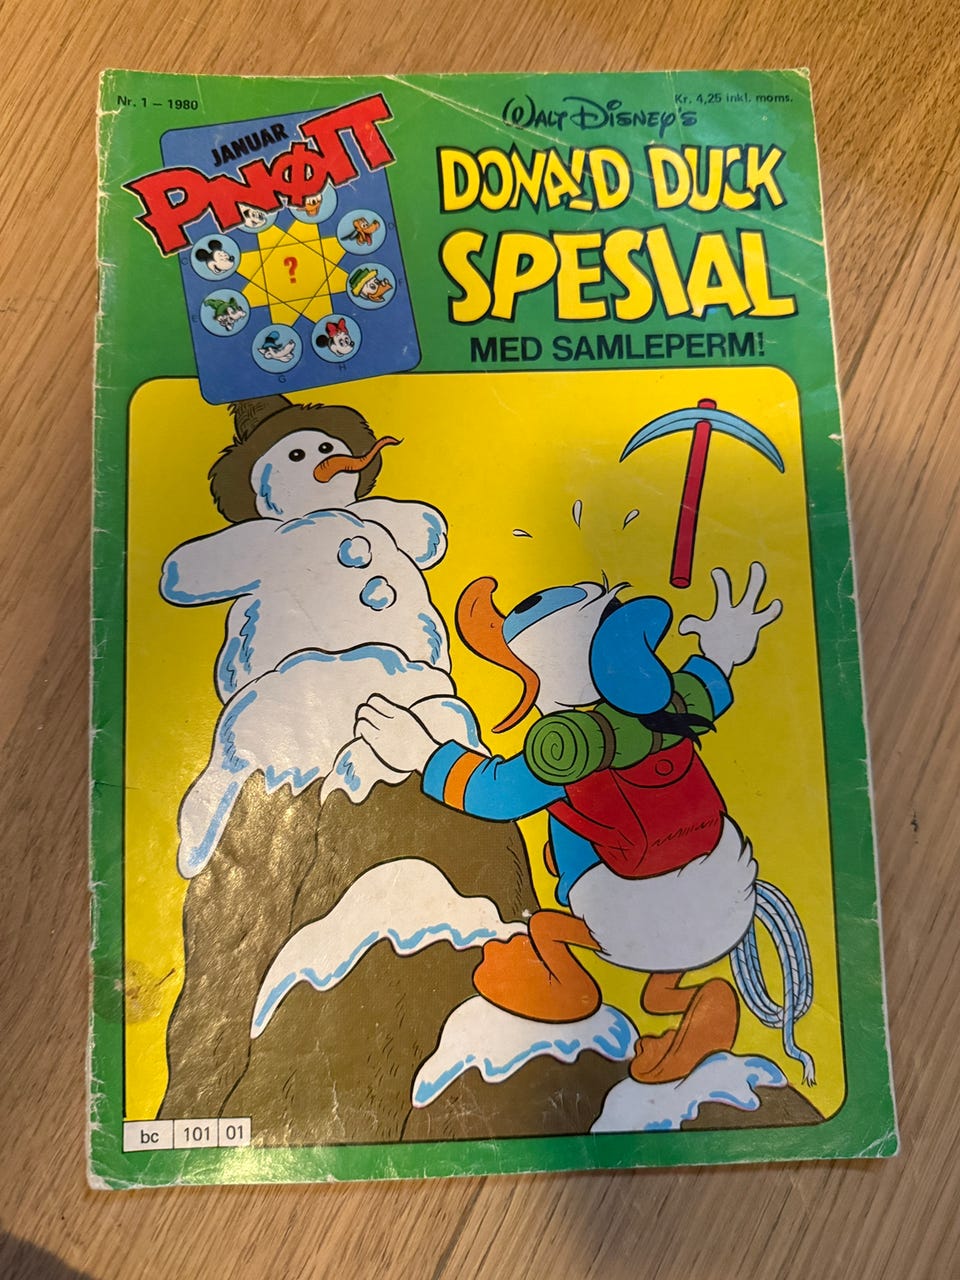 Nr. 1 – 1980
Kr. 4,25 inkl. moms.
JANUAR
PNØTT
?
E
F
G
H
WALT DISNEY'S
DONALD DUCK
SPESIAL
MED SAMLEPERM!
bc 101 01